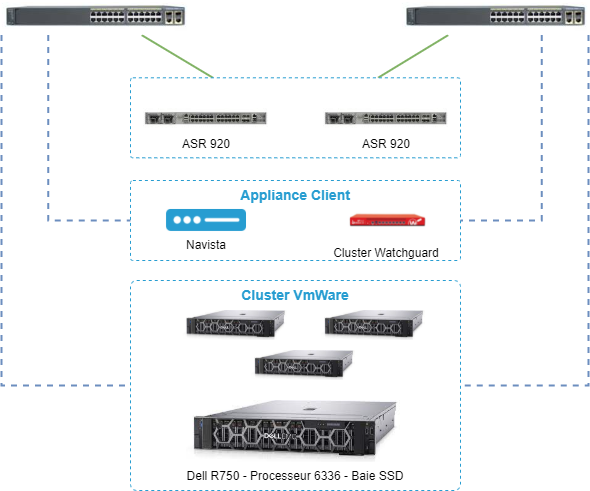 ASR 920
ASR 920
Appliance Client
Navista
Cluster Watchguard
Cluster VmWare
Dell R750 - Processeur 6336 - Baie SSD